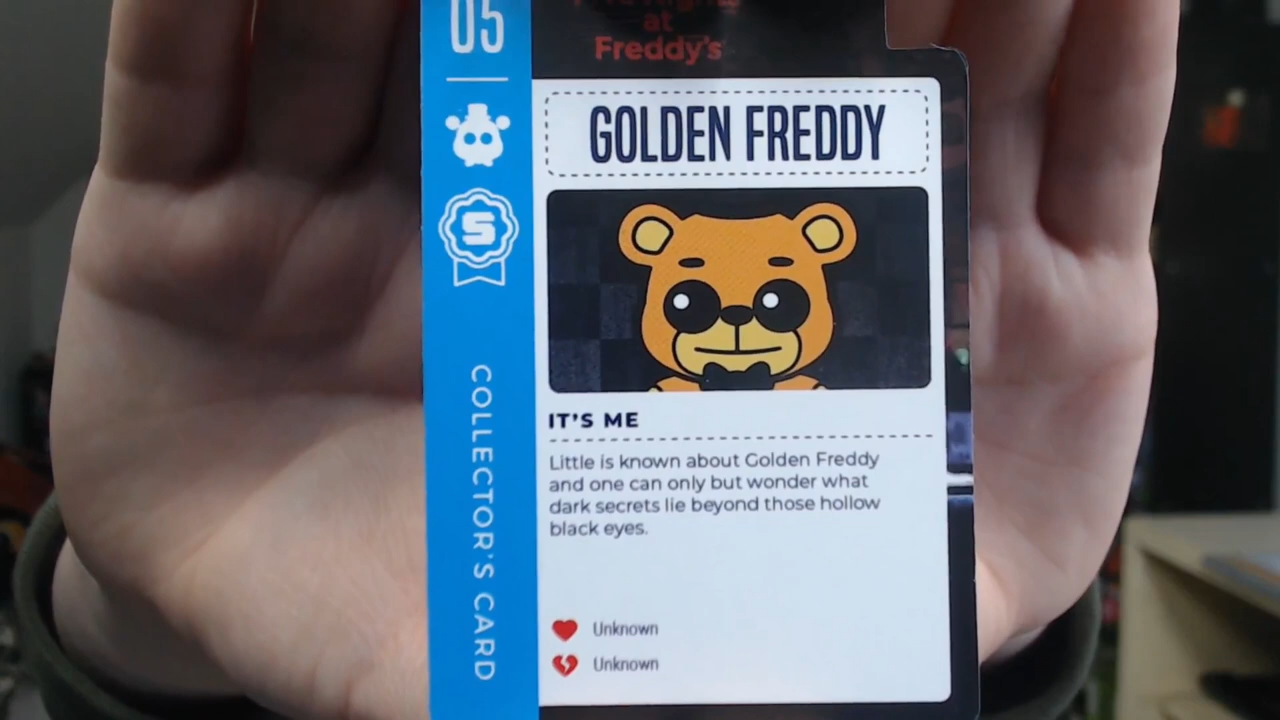 05
at
Freddy's
GOLDEN FREDDY
S
COLLECTOR'S CARD
IT'S ME
Little is known about Golden Freddy
and one can only but wonder what
dark secrets lie beyond those hollow
black eyes.
Unknown
Unknown